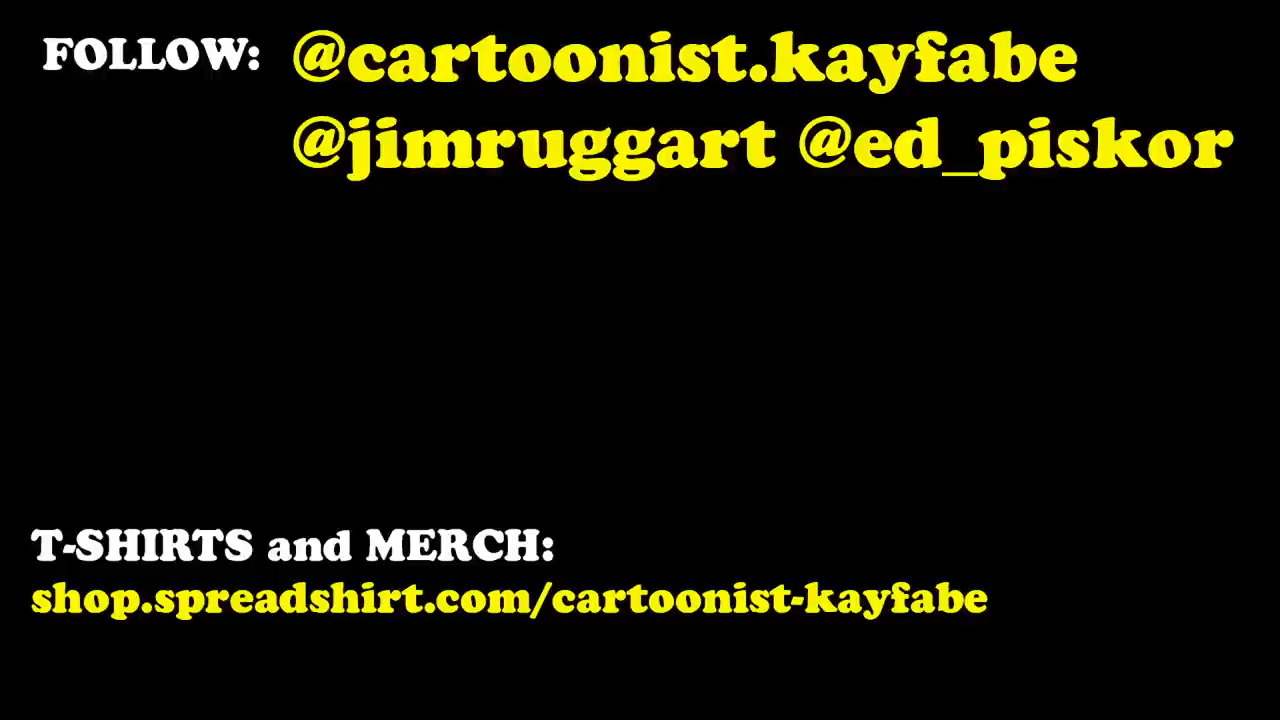 FOLLOW: @cartoonist.kayfabe
@jimruggart @ed_piskor
T-SHIRTS and MERCH:
shop.spreadshirt.com/cartoonist-kayfabe